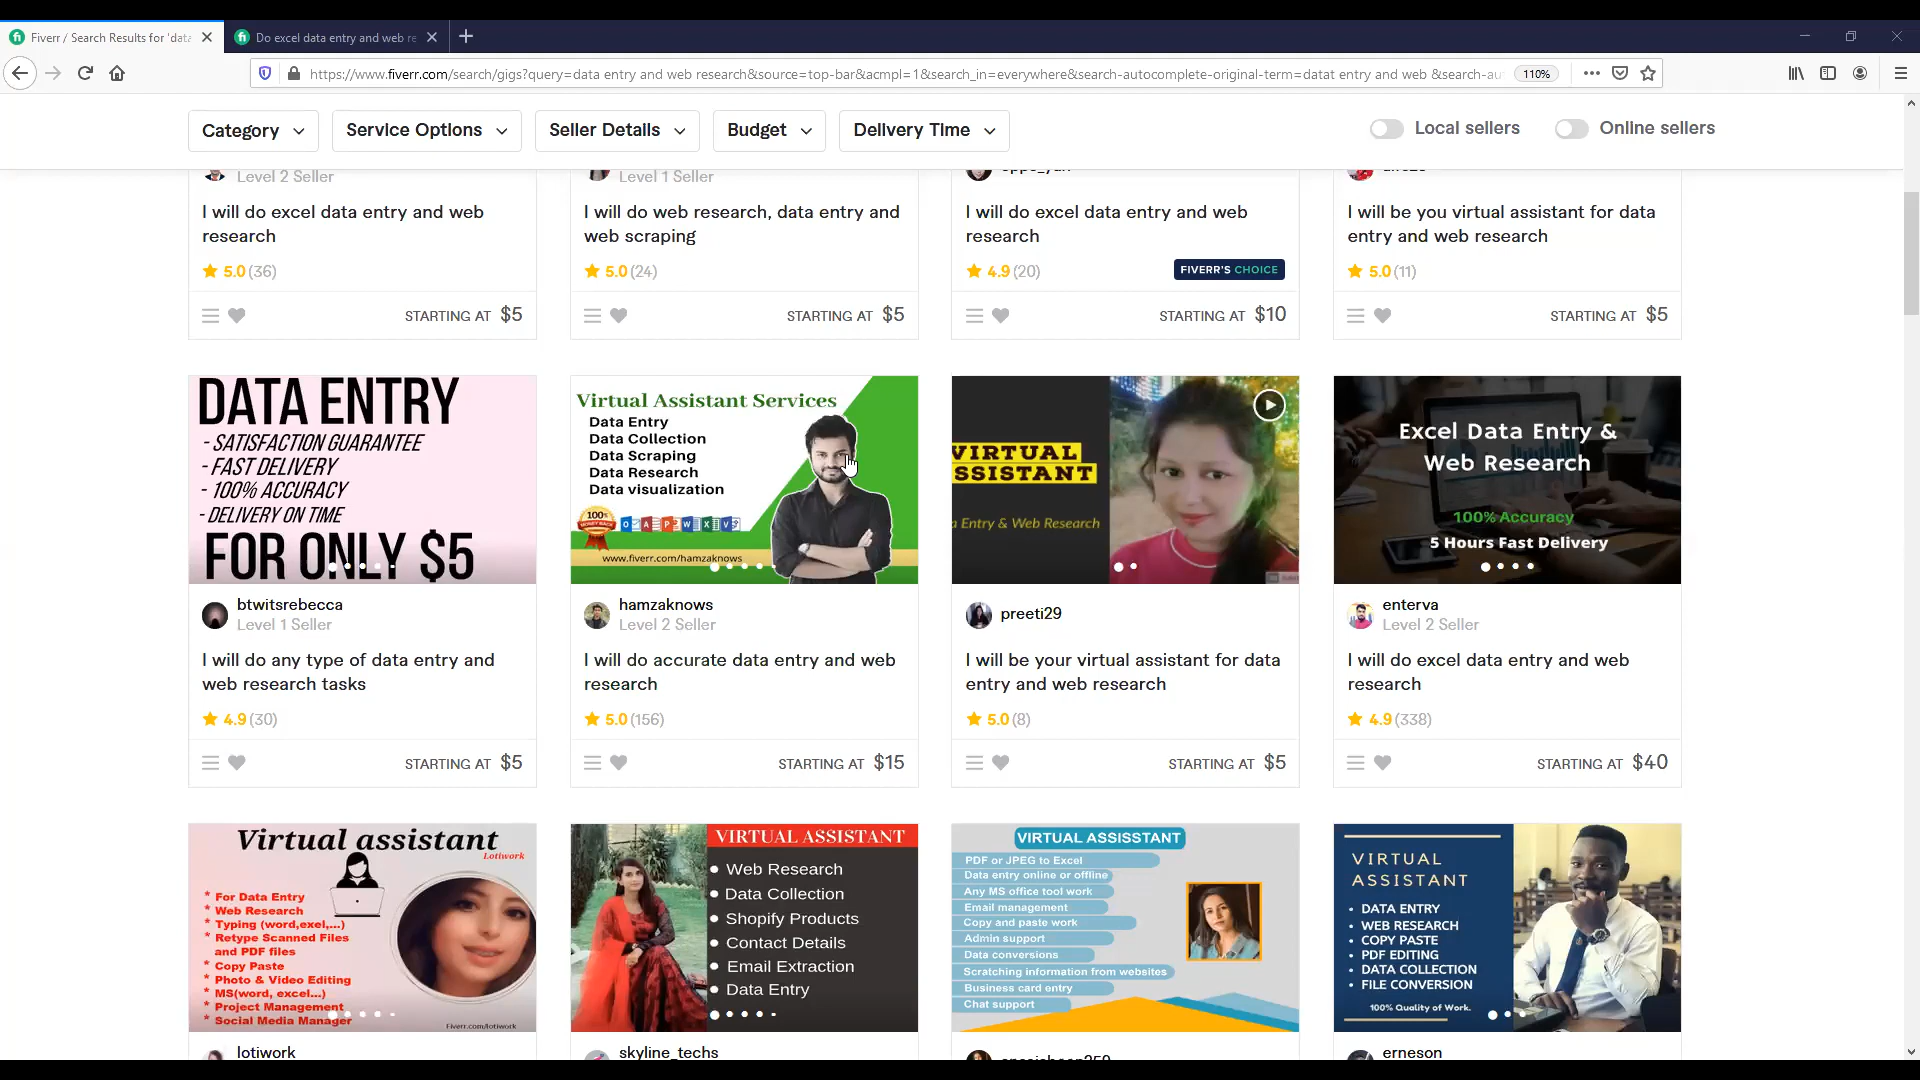 Fiverr / Search Results for 'data
Do excel data entry and web re
https://www.fiverr.com/search/gigs?query=data entry and web research&source=top-bar&acmpl=1&search_in=everywhere&search-autocomplete-original-term=datat entry and web &search-au
110%
Category
Service Options
Seller Details
Budget
Delivery Time
Local sellers
Online sellers
Level 2 Seller
I will do excel data entry and web
research
5.0 (36)
STARTING AT $5
Level 1 Seller
I will do web research, data entry and
web scraping
5.0 (24)
STARTING AT $5
I will do excel data entry and web
research
4.9 (20)
FIVERR'S CHOICE
STARTING AT $10
I will be you virtual assistant for data
entry and web research
5.0 (11)
STARTING AT $5
DATA ENTRY
- SATISFACTION GUARANTEE
- FAST DELIVERY
- 100% ACCURACY
- DELIVERY ON TIME
FOR ONLY $5
btwitsrebecca
Level 1 Seller
I will do any type of data entry and
web research tasks
4.9 (30)
STARTING AT $5
Virtual Assistant Services
Data Entry
Data Collection
Data Scraping
Data Research
Data visualization
100%
www.fiverr.com/hamzaknows
hamzaknows
Level 2 Seller
I will do accurate data entry and web
research
5.0 (156)
STARTING AT $15
VIRTUAL
SSISTANT
a Entry & Web Research
preeti29
I will be your virtual assistant for data
entry and web research
5.0 (8)
STARTING AT $5
Excel Data Entry &
Web Research
100% Accuracy
5 Hours Fast Delivery
enterva
Level 2 Seller
I will do excel data entry and web
research
4.9 (338)
STARTING AT $40
Virtual assistant
Lotiwork
* For Data Entry
* Web Research
* Typing (word,exel,...)
* Retype Scanned Files
and PDF files
* Copy Paste
* Photo & Video Editing
* MS(word, excel...)
* Project Management
* Social Media Manager
Fiverr.com/lotiwork
lotiwork
VIRTUAL ASSISTANT
• Web Research
• Data Collection
• Shopify Products
• Contact Details
• Email Extraction
• Data Entry
skyline_techs
VIRTUAL ASSISSTANT
PDF or JPEG to Excel
Data entry online or offline
Any MS office tool work
Email management
Copy and paste work
Admin support
Data conversions
Scratching information from websites
Business card entry
Chat support
VIRTUAL
ASSISTANT
• DATA ENTRY
• WEB RESEARCH
• COPY PASTE
• PDF EDITING
• DATA COLLECTION
• FILE CONVERSION
100% Quality of Work.
erneson